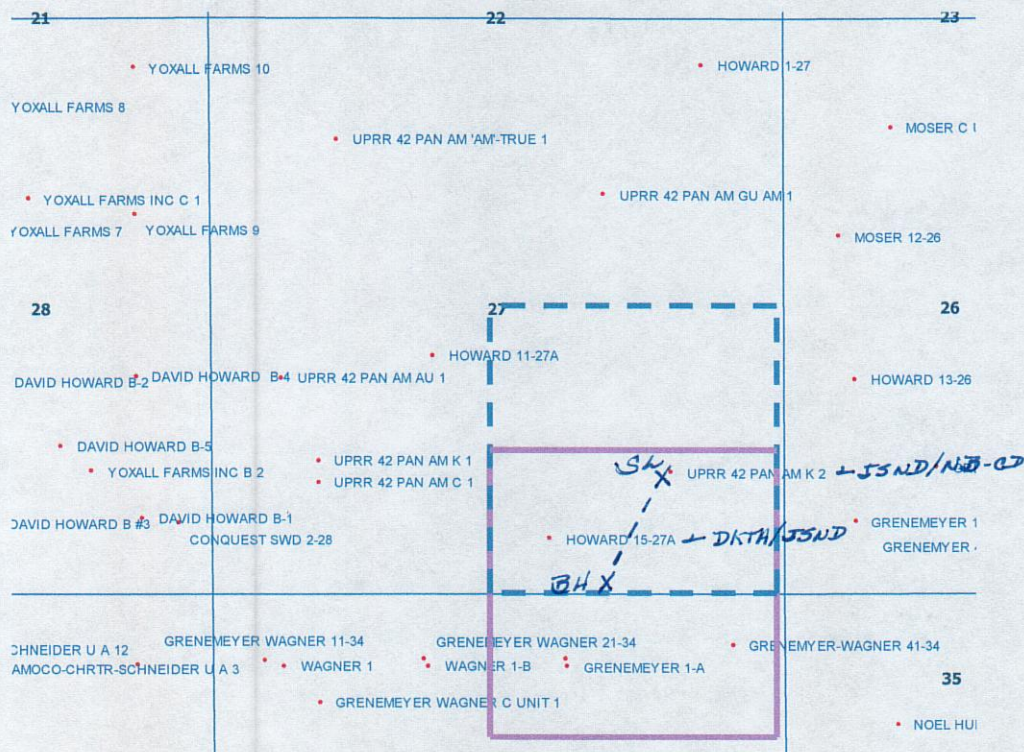 21
22
23
YOXALL FARMS 10
HOWARD 1-27
YOXALL FARMS 8
MOSER C U
UPRR 42 PAN AM 'AM'-TRUE 1
YOXALL FARMS INC C 1
UPRR 42 PAN AM GU AM 1
YOXALL FARMS 7
YOXALL FARMS 9
MOSER 12-26
28
27
26
HOWARD 11-27A
DAVID HOWARD B-2
DAVID HOWARD B-4
UPRR 42 PAN AM AU 1
HOWARD 13-26
DAVID HOWARD B-5
UPRR 42 PAN AM K 1
SL
X
YOXALL FARMS INC B 2
UPRR 42 PAN AM K 2
- JSND/NB-CD
UPRR 42 PAN AM C 1
DAVID HOWARD B #3
DAVID HOWARD B-1
GRENEMEYER 1
CONQUEST SWD 2-28
HOWARD 15-27A
- DKTA/JSND
GRENEMYER
BH X
CHNEIDER U A 12
GRENEMEYER WAGNER 11-34
GRENEMEYER WAGNER 21-34
GRENEMYER-WAGNER 41-34
AMOCO-CHRTR-SCHNEIDER U A 3
WAGNER 1
WAGNER 1-B
GRENEMEYER 1-A
35
GRENEMEYER WAGNER C UNIT 1
NOEL HU